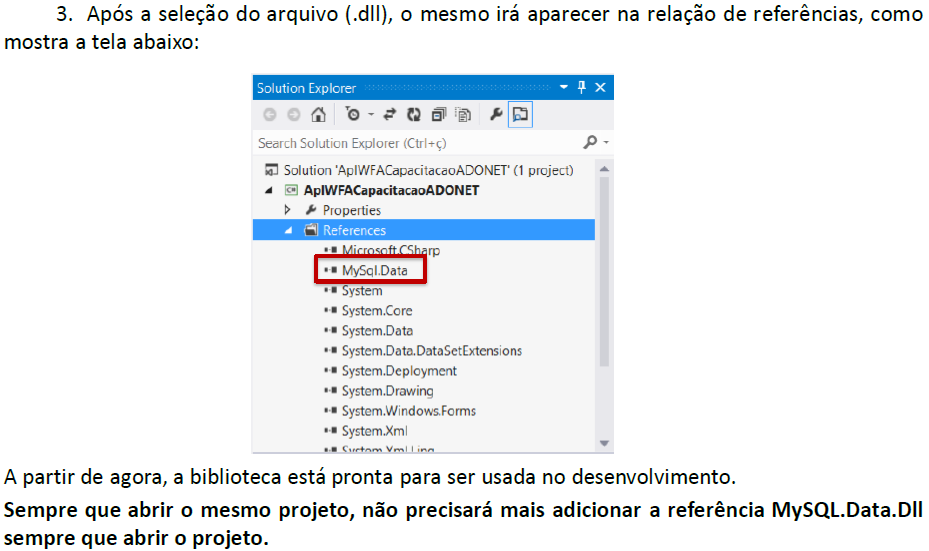 3. Após a seleção do arquivo (.dll), o mesmo irá aparecer na relação de referências, como
mostra a tela abaixo:
Solution Explorer
Search Solution Explorer (Ctrl+ç)
Solution 'AplWFACapacitacaoADONET' (1 project)
AplWFACapacitacaoADONET
Properties
References
Microsoft.CSharp
MySql.Data
System
System.Core
System.Data
System.Data.DataSetExtensions
System.Deployment
System.Drawing
System.Windows.Forms
System.Xml
System.Xml.Linq
A partir de agora, a biblioteca está pronta para ser usada no desenvolvimento.
Sempre que abrir o mesmo projeto, não precisará mais adicionar a referência MySQL.Data.Dll
sempre que abrir o projeto.